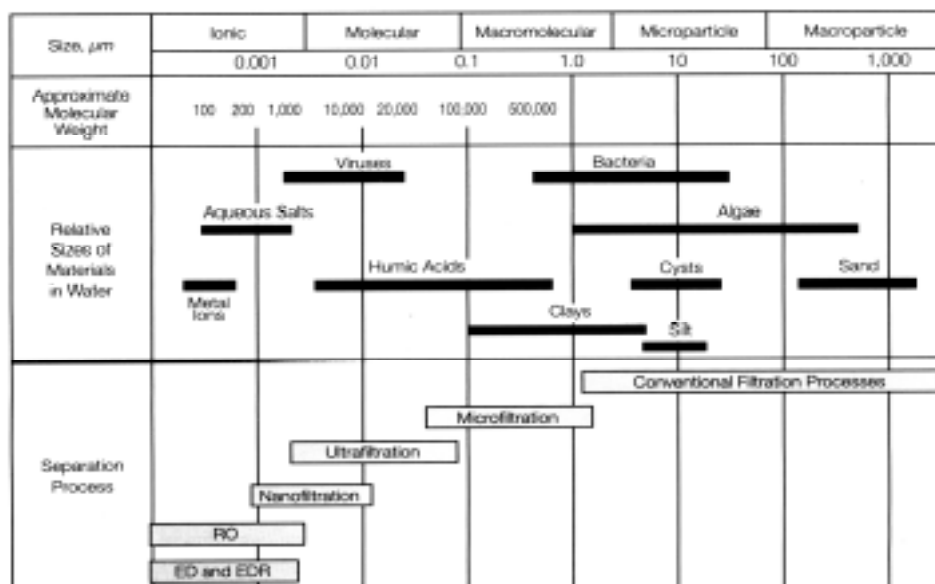 Size, µm
Ionic Molecular Macromolecular Microparticle Macroparticle
0.001 0.01 0.1 1.0 10 100 1,000
Approximate
Molecular
Weight
100 200 1,000 10,000 20,000 100,000 500,000
Relative
Sizes of
Materials
in Water
Viruses Bacteria
Aqueous Salts Algae
Humic Acids Cysts Sand
Metal
Ions
Clays Silt
Separation
Process
Conventional Filtration Processes
Microfiltration
Ultrafiltration
Nanofiltration
RO
ED and EDR